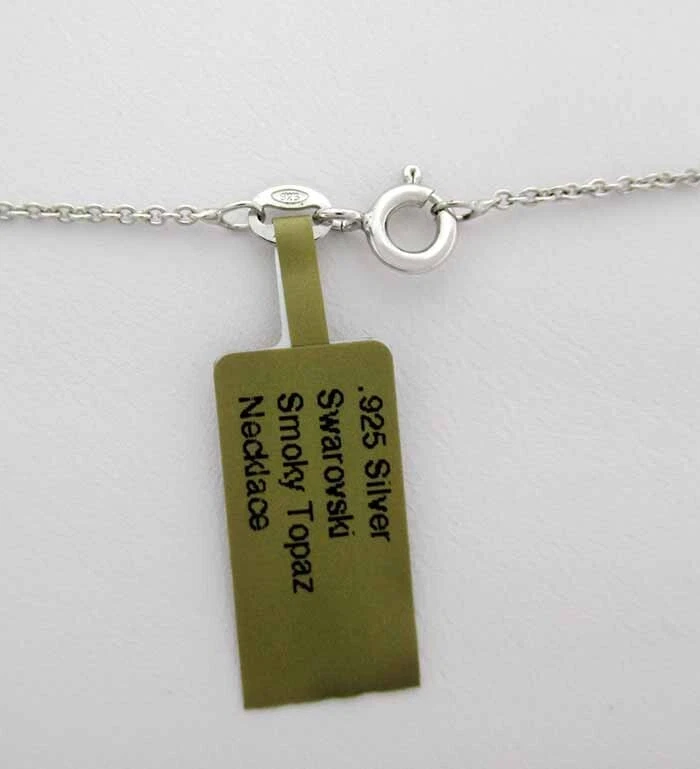 .925 Silver
Swarovski
Smoky Topaz
Necklace